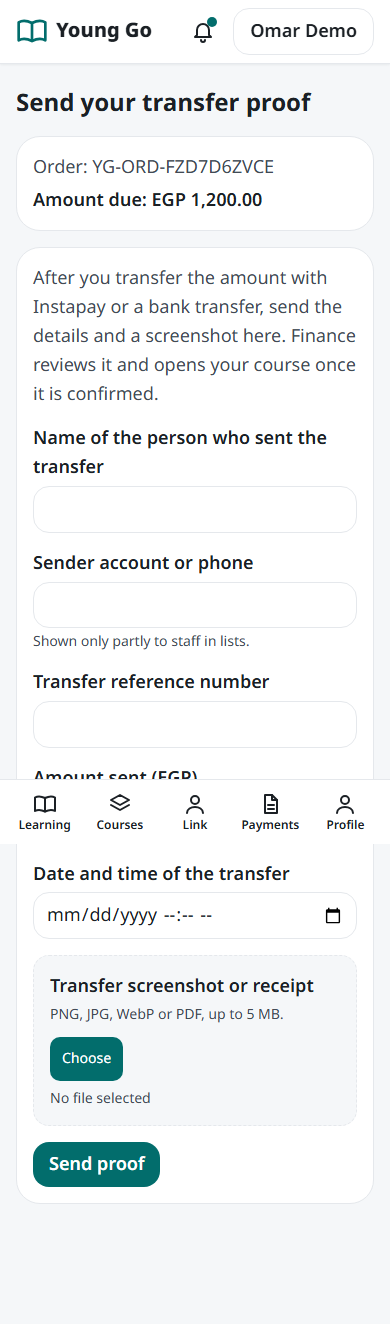 Young Go
Omar Demo
Send your transfer proof
Order: YG-ORD-FZD7D6ZVCE
Amount due: EGP 1,200.00
After you transfer the amount with
Instapay or a bank transfer, send the
details and a screenshot here. Finance
reviews it and opens your course once
it is confirmed.
Name of the person who sent the
transfer
Sender account or phone
Shown only partly to staff in lists.
Transfer reference number
Amount sent (EGP)
Learning
Courses
Link
Payments
Profile
Date and time of the transfer
mm/dd/yyyy --:-- --
Transfer screenshot or receipt
PNG, JPG, WebP or PDF, up to 5 MB.
Choose
No file selected
Send proof